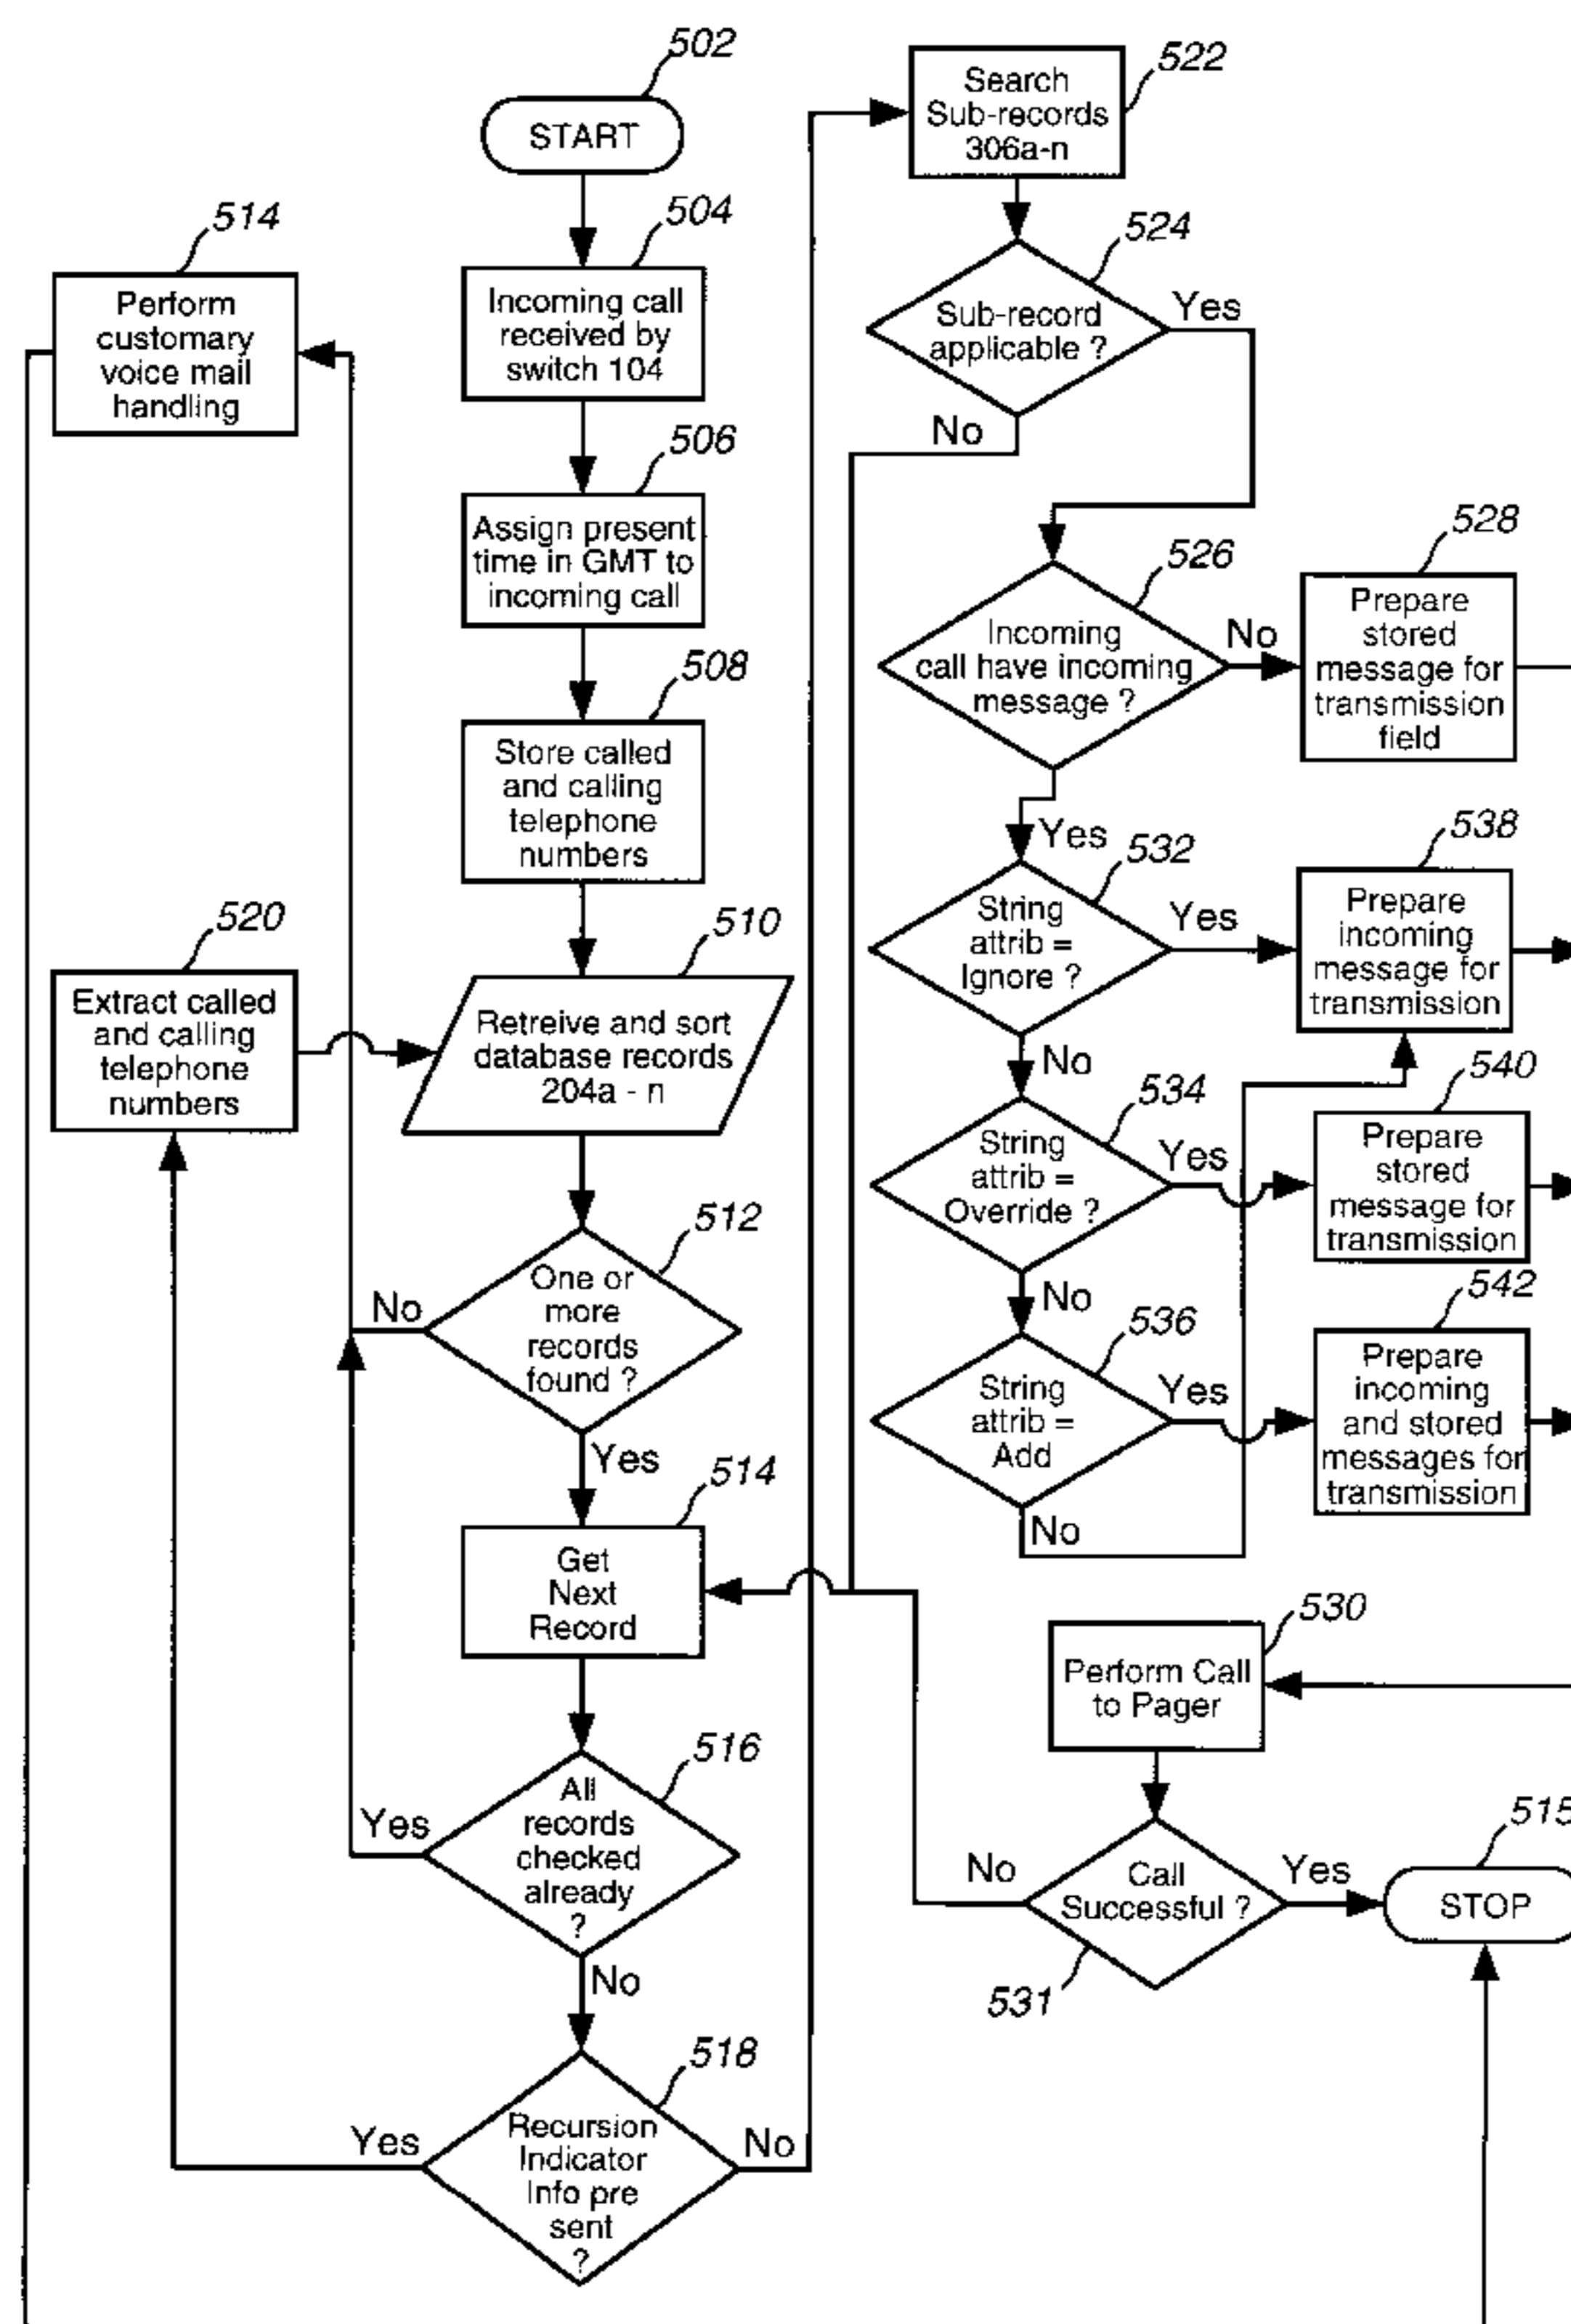 502
START
504
Incoming call
received by
switch 104
506
Assign present
time in GMT to
incoming call
508
Store called
and calling
telephone
numbers
510
Retreive and sort
database records
204a - n
512
One or
more
records
found ?
No
Yes
514
Get
Next
Record
516
All
records
checked
already
?
Yes
No
518
Recursion
Indicator
Info pre
sent
?
Yes
No
514
Perform
customary
voice mail
handling
520
Extract called
and calling
telephone
numbers
522
Search
Sub-records
306a-n
524
Sub-record
applicable ?
Yes
No
526
Incoming
call have incoming
message ?
No
Yes
528
Prepare
stored
message for
transmission
field
532
String
attrib =
Ignore ?
Yes
No
538
Prepare
incoming
message for
transmission
534
String
attrib =
Override ?
Yes
No
540
Prepare
stored
message for
transmission
536
String
attrib =
Add
Yes
No
542
Prepare
incoming
and stored
messages for
transmission
530
Perform Call
to Pager
531
Call
Successful ?
No
Yes
515
STOP